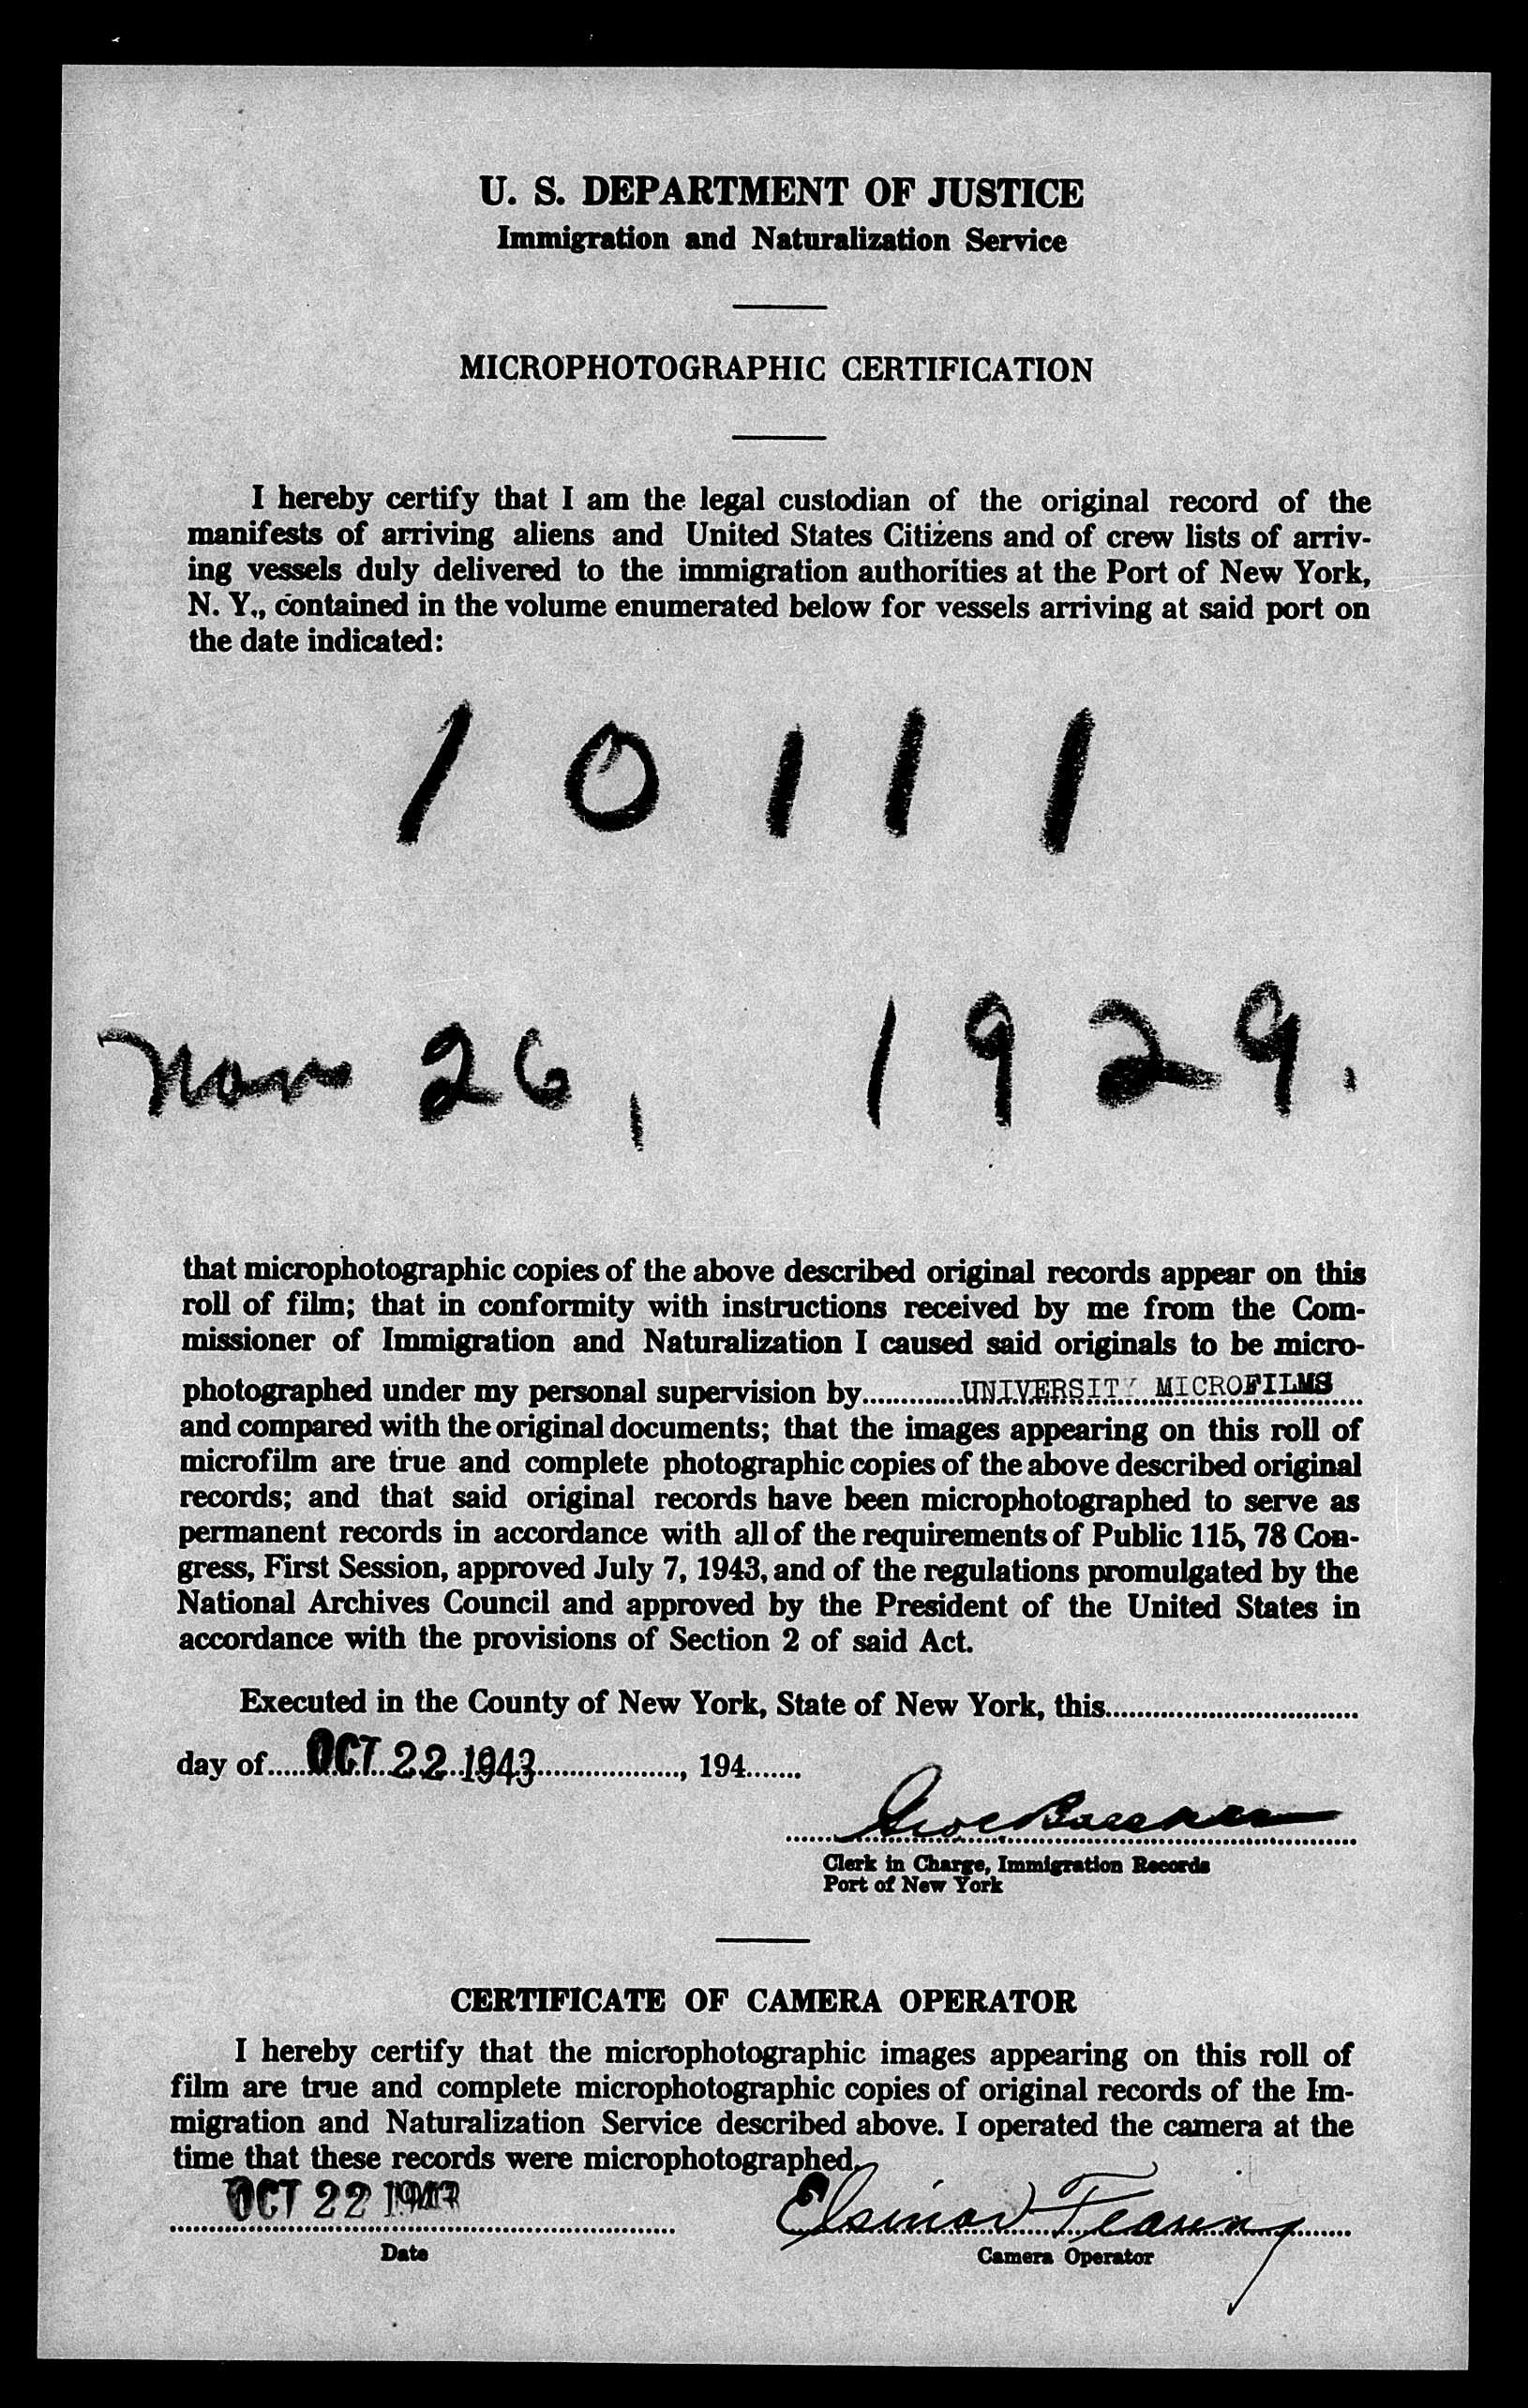 U. S. DEPARTMENT OF JUSTICE
Immigration and Naturalization Service
MICROPHOTOGRAPHIC CERTIFICATION
I hereby certify that I am the legal custodian of the original record of the
manifests of arriving aliens and United States Citizens and of crew lists of arriv-
ing vessels duly delivered to the immigration authorities at the Port of New York,
N. Y., contained in the volume enumerated below for vessels arriving at said port on
the date indicated:
10111
Nov 26, 1929.
that microphotographic copies of the above described original records appear on this
roll of film; that in conformity with instructions received by me from the Com-
missioner of Immigration and Naturalization I caused said originals to be micro-
photographed under my personal supervision by............UNIVERSITY MICROFILMS
and compared with the original documents; that the images appearing on this roll of
microfilm are true and complete photographic copies of the above described original
records; and that said original records have been microphotographed to serve as
permanent records in accordance with all of the requirements of Public 115, 78 Con-
gress, First Session, approved July 7, 1943, and of the regulations promulgated by the
National Archives Council and approved by the President of the United States in
accordance with the provisions of Section 2 of said Act.
Executed in the County of New York, State of New York, this................................
day of.....OCT 22 1943.................., 194.......
Clerk in Charge, Immigration Records
Port of New York
CERTIFICATE OF CAMERA OPERATOR
I hereby certify that the microphotographic images appearing on this roll of
film are true and complete microphotographic copies of original records of the Im-
migration and Naturalization Service described above. I operated the camera at the
time that these records were microphotographed.
OCT 22
Date
Camera Operator